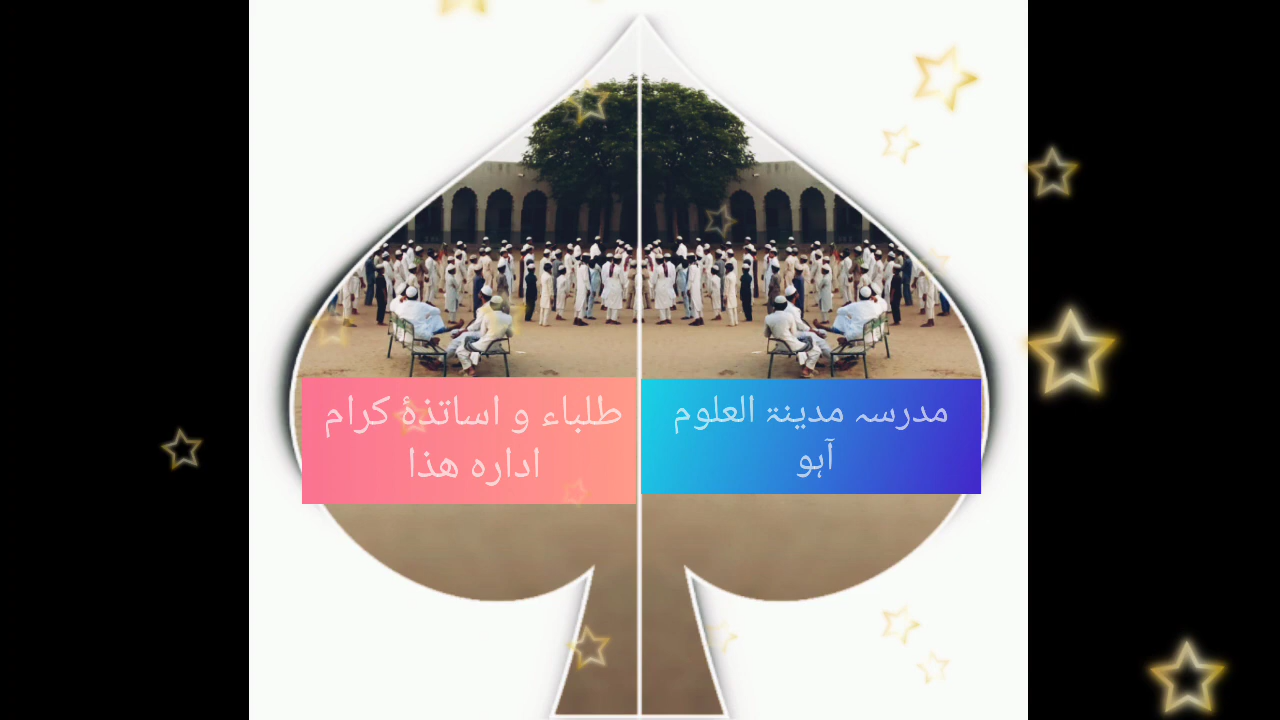 مدرسہ مدینۃ العلوم
آہو
طلباء و اساتذۂ کرام
ادارہ ھذا